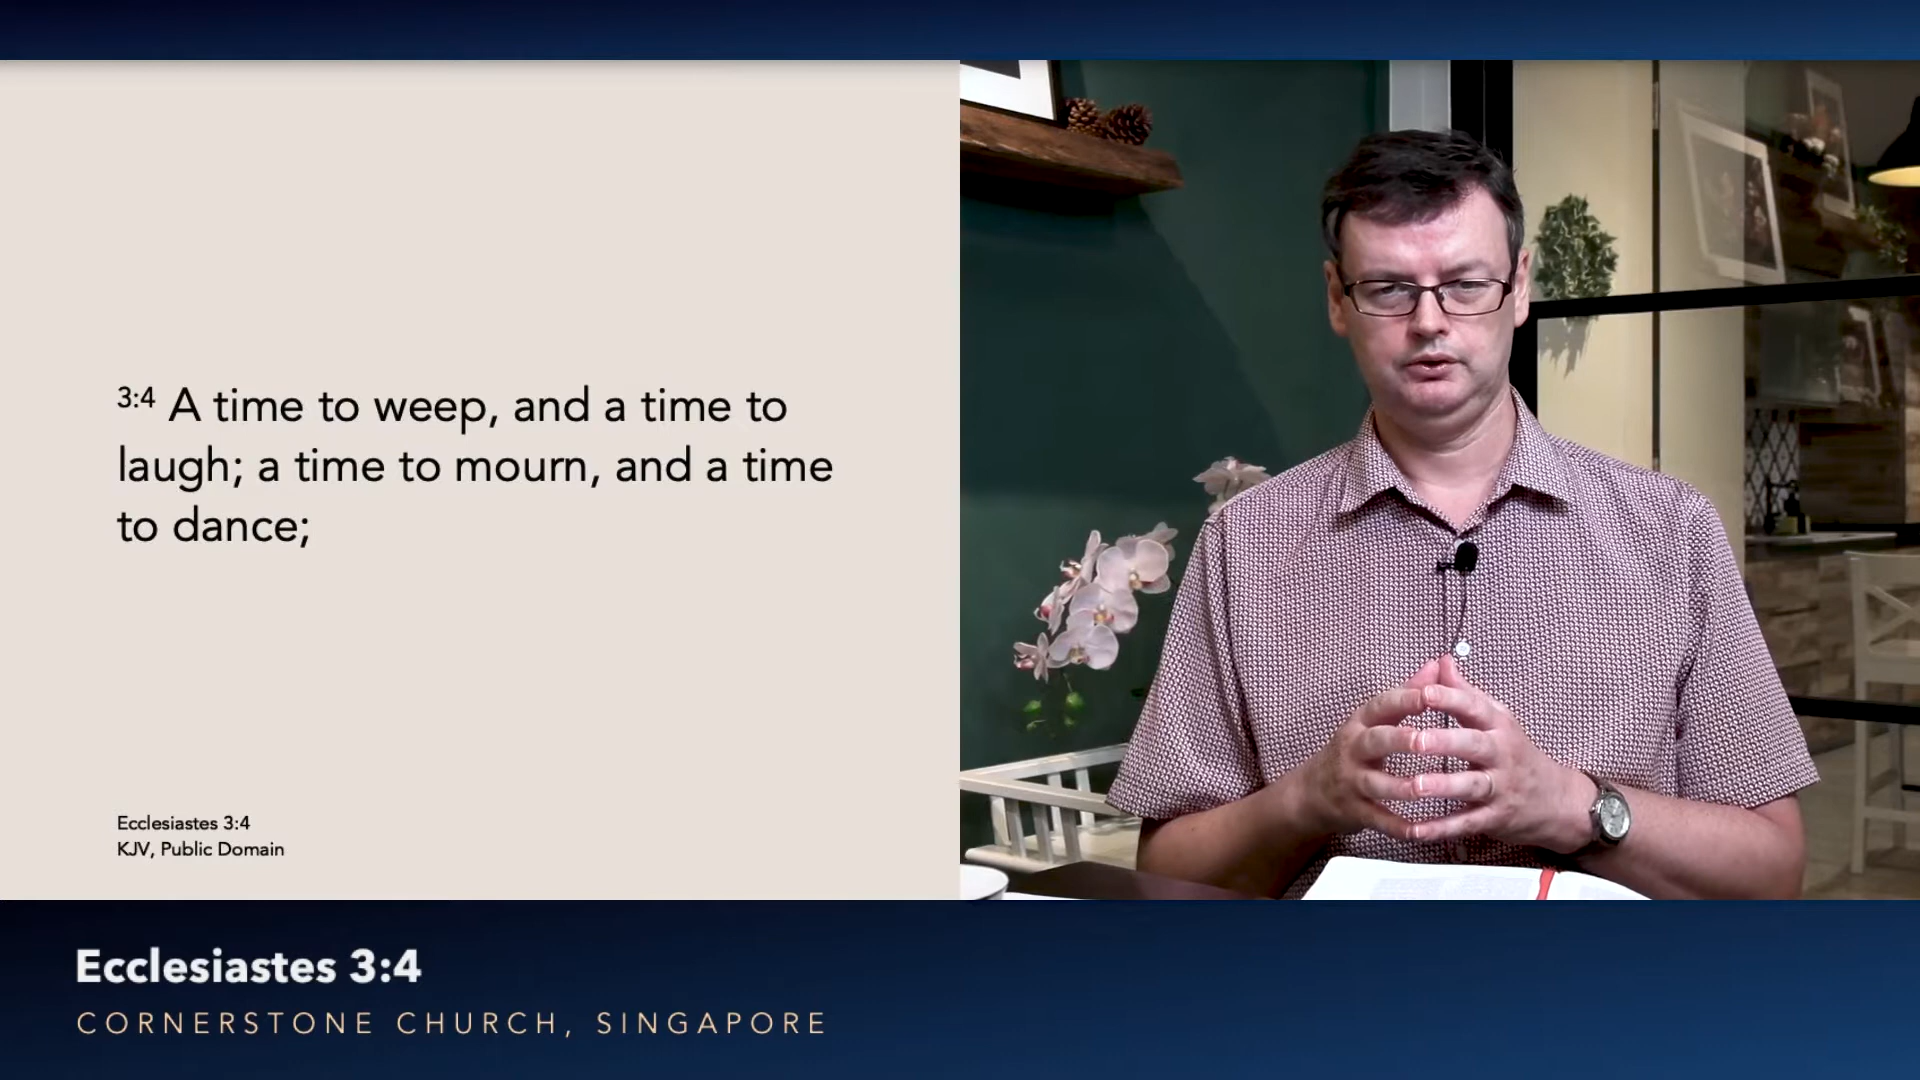 3:4 A time to weep, and a time to
laugh; a time to mourn, and a time
to dance;
Ecclesiastes 3:4
KJV, Public Domain
Ecclesiastes 3:4
CORNERSTONE CHURCH, SINGAPORE